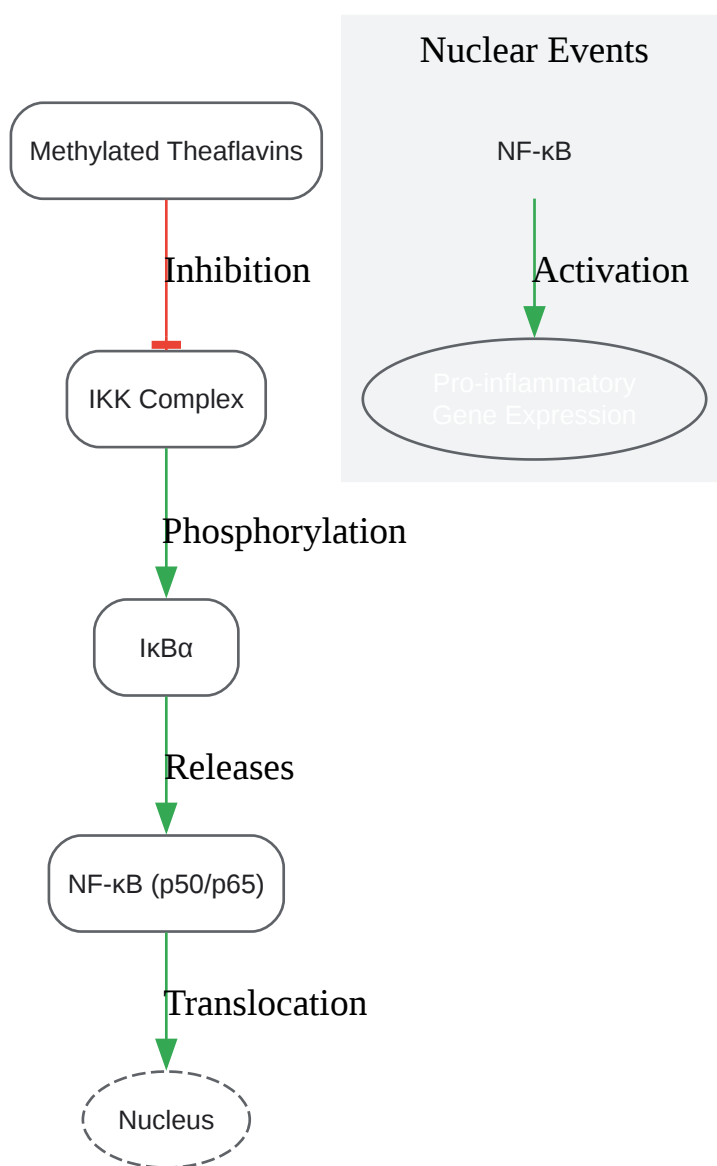 Nuclear Events
Methylated Theaflavins
NF-κB
Inhibition
Activation
IKK Complex
Pro-inflammatory
Gene Expression
Phosphorylation
IκBα
Releases
NF-κB (p50/p65)
Translocation
Nucleus